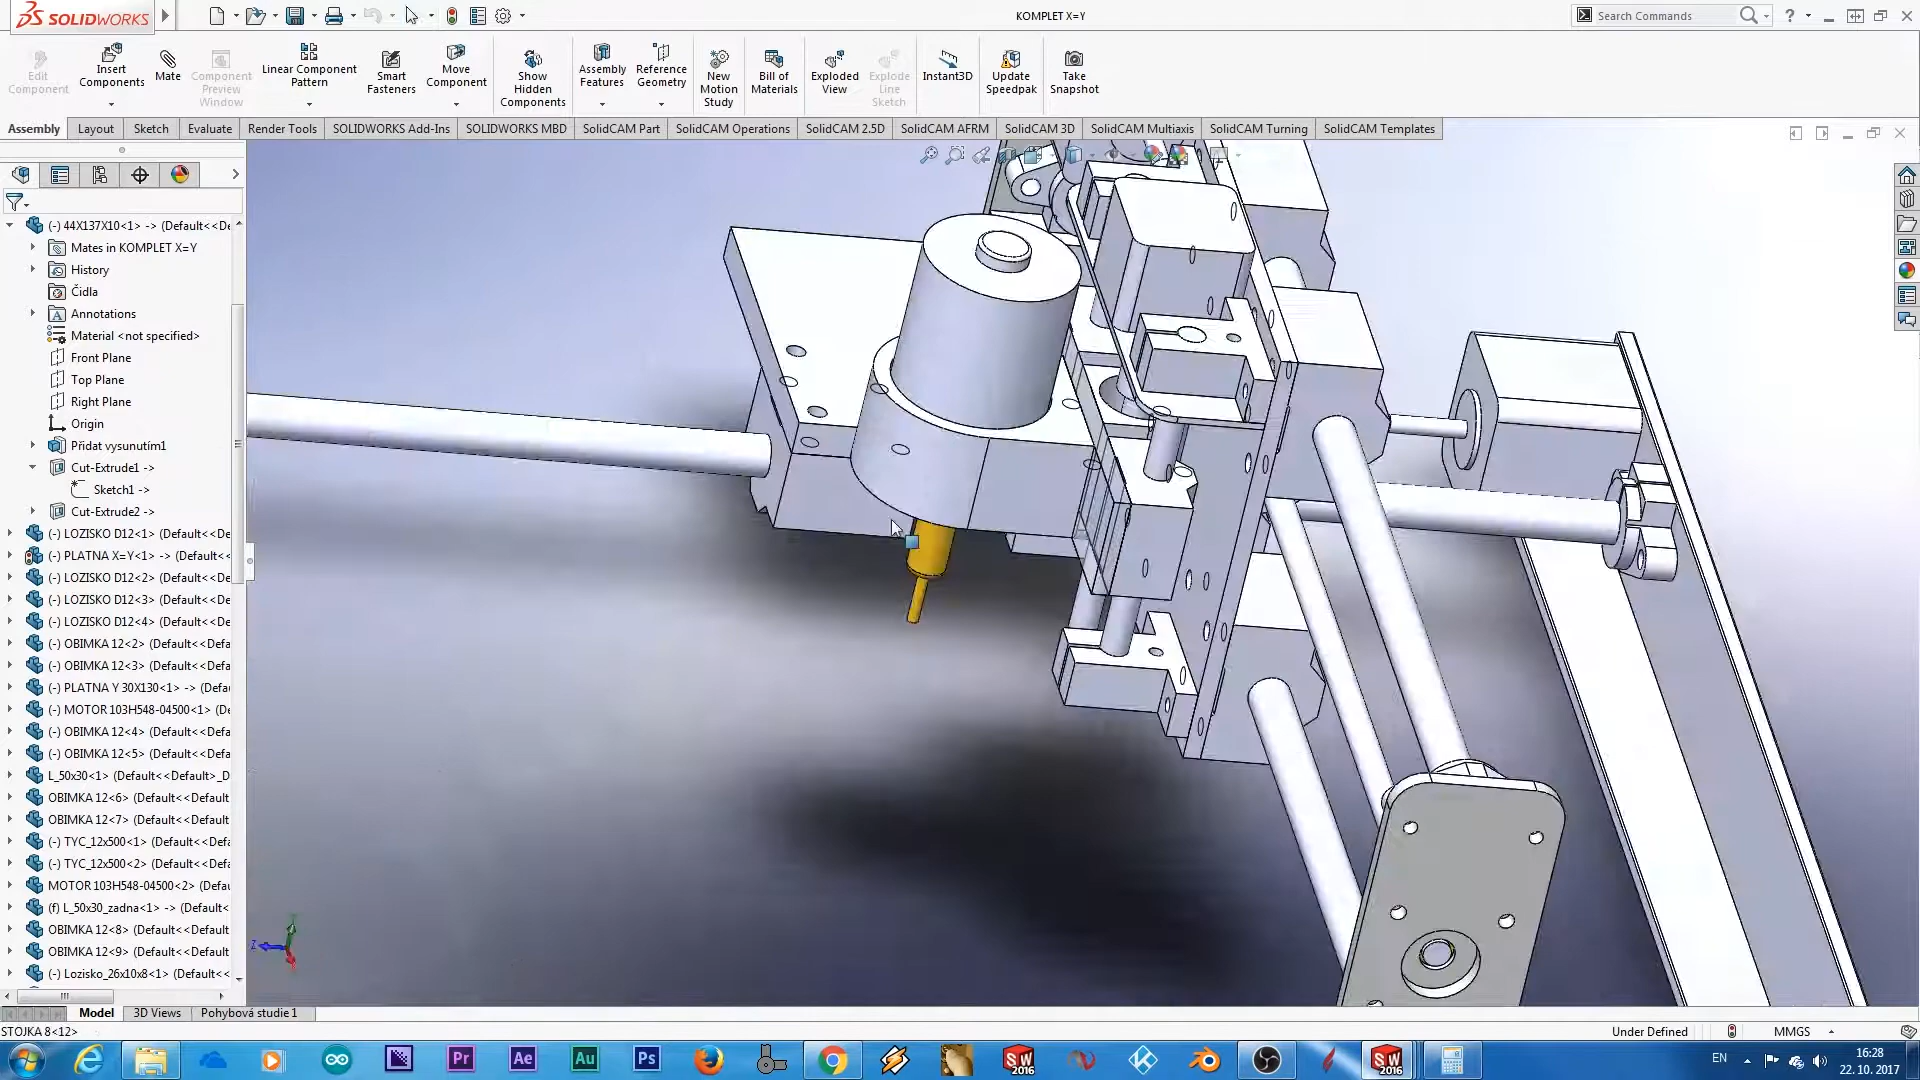 SOLIDWORKS
KOMPLET X=Y
Search Commands
Edit Component
Insert Components
Mate
Component Preview Window
Linear Component Pattern
Smart Fasteners
Move Component
Show Hidden Components
Assembly Features
Reference Geometry
New Motion Study
Bill of Materials
Exploded View
Explode Line Sketch
Instant3D
Update Speedpak
Take Snapshot
Assembly
Layout
Sketch
Evaluate
Render Tools
SOLIDWORKS Add-Ins
SOLIDWORKS MBD
SolidCAM Part
SolidCAM Operations
SolidCAM 2.5D
SolidCAM AFRM
SolidCAM 3D
SolidCAM Multiaxis
SolidCAM Turning
SolidCAM Templates
(-) 44X137X10<1> -> (Default<<De
Mates in KOMPLET X=Y
History
Čidla
Annotations
Material <not specified>
Front Plane
Top Plane
Right Plane
Origin
Přidat vysunutím1
Cut-Extrude1 ->
Sketch1 ->
Cut-Extrude2 ->
(-) LOZISKO D12<1> (Default<<De
(-) PLATNA X=Y<1> -> (Default<<
(-) LOZISKO D12<2> (Default<<De
(-) LOZISKO D12<3> (Default<<De
(-) LOZISKO D12<4> (Default<<De
(-) OBIMKA 12<2> (Default<<Defa
(-) OBIMKA 12<3> (Default<<Defa
(-) PLATNA Y 30X130<1> -> (Defa
(-) MOTOR 103H548-04500<1> (De
(-) OBIMKA 12<4> (Default<<Defa
(-) OBIMKA 12<5> (Default<<Defa
L_50x30<1> (Default<<Default>_D
OBIMKA 12<6> (Default<<Default
OBIMKA 12<7> (Default<<Default
(-) TYC_12x500<1> (Default<<Defa
(-) TYC_12x500<2> (Default<<Defa
MOTOR 103H548-04500<2> (Defau
(f) L_50x30_zadna<1> -> (Default<
OBIMKA 12<8> (Default<<Default
OBIMKA 12<9> (Default<<Default
(-) Lozisko_26x10x8<1> (Default<<
Z
Model
3D Views
Pohybová studie 1
STOJKA 8<12>
Under Defined
MMGS
Pr
Ae
Au
Ps
SW 2016
SW 2016
EN
16:28
22. 10. 2017